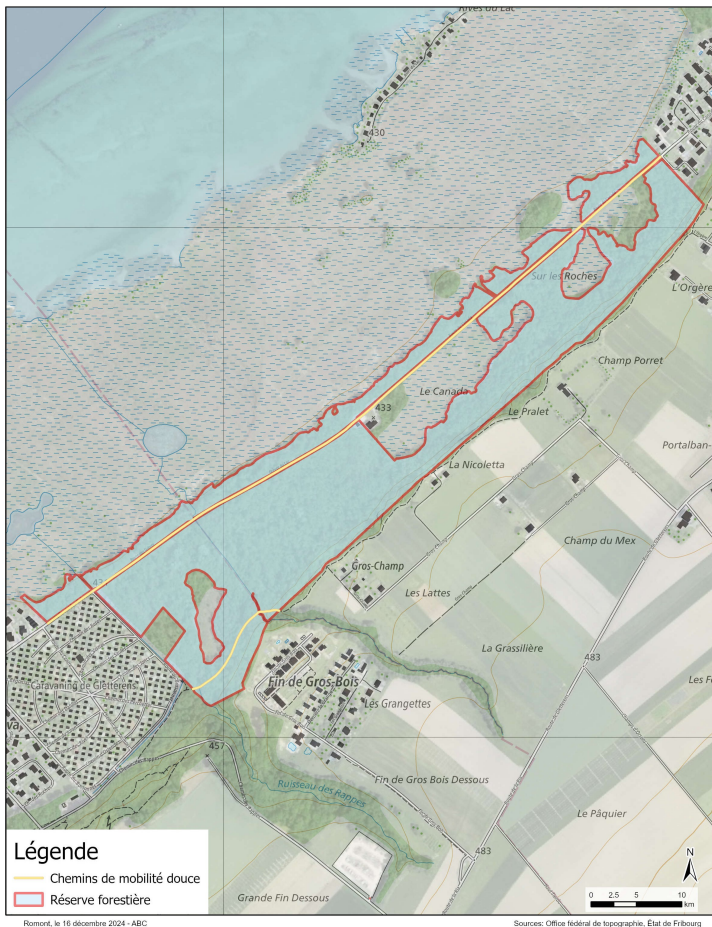 Rives du Lac
430
Sur les Roches
L'Orgère
Champ Porret
Le Canada
433
Le Pralet
La Nicoletta
Portalban-
Gros-Champ
Champ du Mex
Les Lattes
La Grassilière
483
Caravaning de Gletterens
Fin de Gros-Bois
Les Grangettes
457
Ruisseau des Rappes
Fin de Gros Bois Dessous
Le Pâquier
483
Grande Fin Dessous
Légende
Chemins de mobilité douce
Réserve forestière
N
0 2.5 5 10
km
Romont, le 16 décembre 2024 - ABC
Sources: Office fédéral de topographie, État de Fribourg